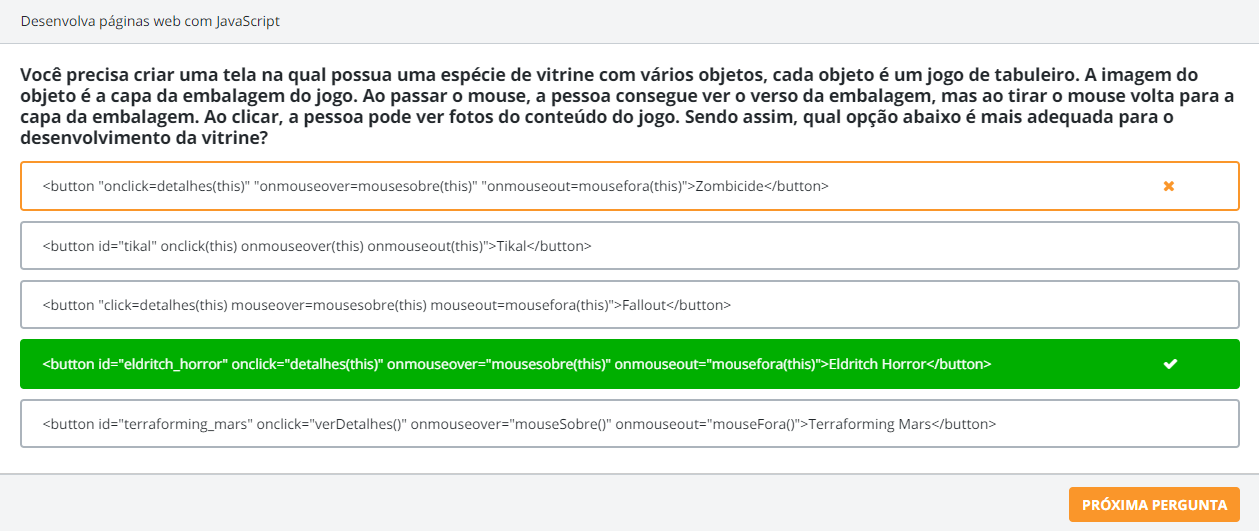 Desenvolva páginas web com JavaScript
Você precisa criar uma tela na qual possua uma espécie de vitrine com vários objetos, cada objeto é um jogo de tabuleiro. A imagem do
objeto é a capa da embalagem do jogo. Ao passar o mouse, a pessoa consegue ver o verso da embalagem, mas ao tirar o mouse volta para a
capa da embalagem. Ao clicar, a pessoa pode ver fotos do conteúdo do jogo. Sendo assim, qual opção abaixo é mais adequada para o
desenvolvimento da vitrine?
<button "onclick=detalhes(this)" "onmouseover=mousesobre(this)" "onmouseout=mousefora(this)">Zombicide</button>
<button id="tikal" onclick(this) onmouseover(this) onmouseout(this)">Tikal</button>
<button "click=detalhes(this) mouseover=mousesobre(this) mouseout=mousefora(this)">Fallout</button>
<button id="eldritch_horror" onclick="detalhes(this)" onmouseover="mousesobre(this)" onmouseout="mousefora(this)">Eldritch Horror</button>
<button id="terraforming_mars" onclick="verDetalhes()" onmouseover="mouseSobre()" onmouseout="mouseFora()">Terraforming Mars</button>
PRÓXIMA PERGUNTA